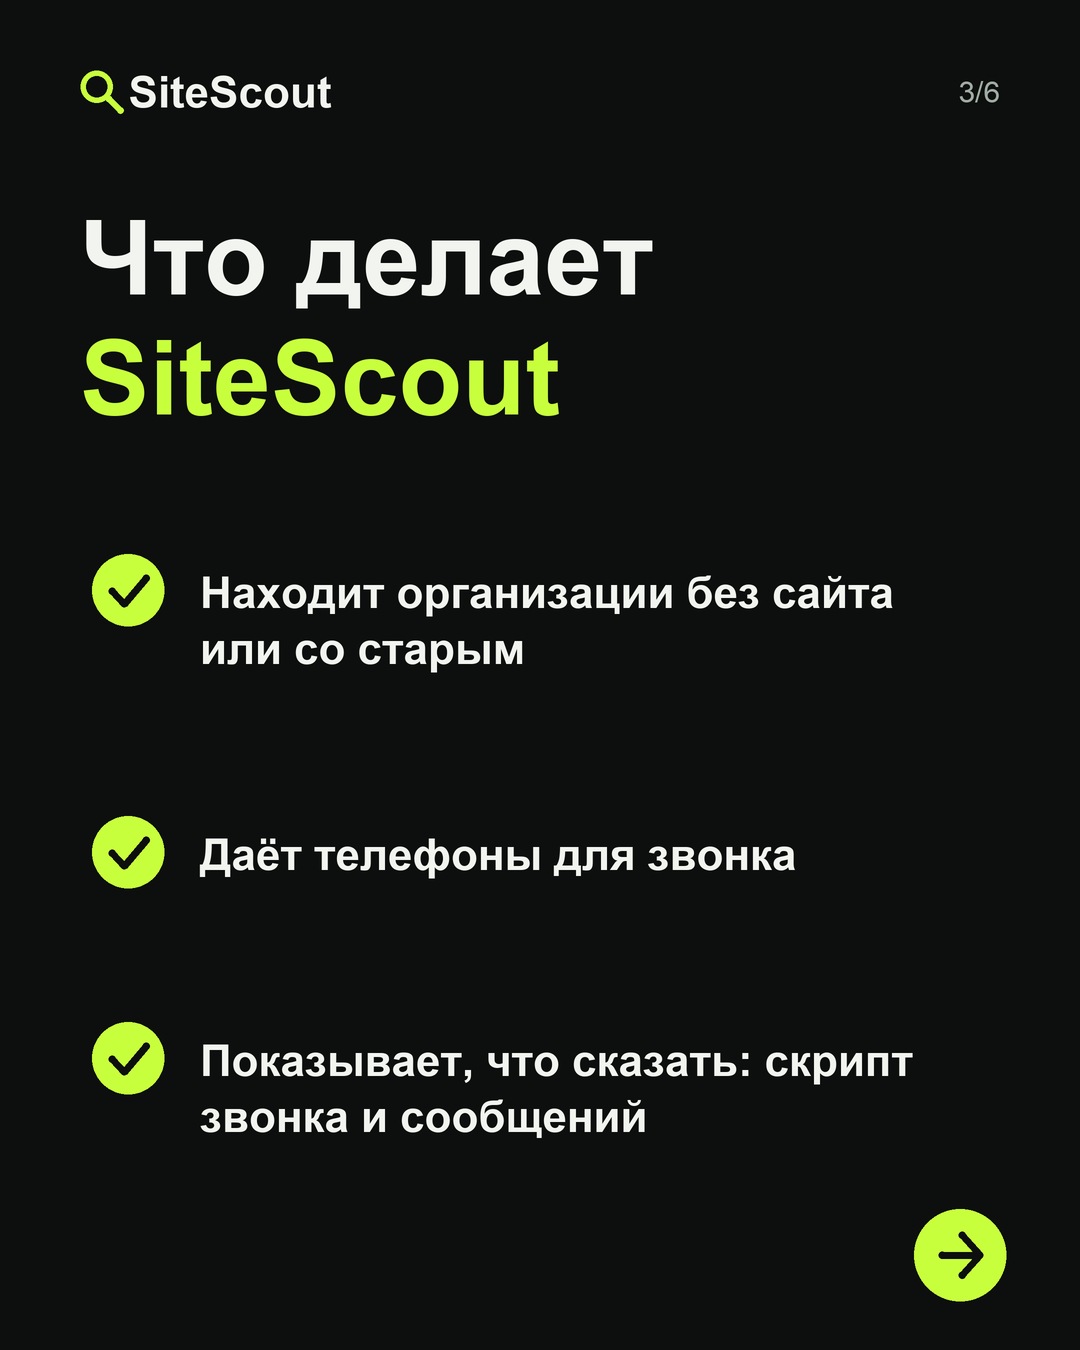 SiteScout
3/6
Что делает
SiteScout
Находит организации без сайта
или со старым
Даёт телефоны для звонка
Показывает, что сказать: скрипт
звонка и сообщений